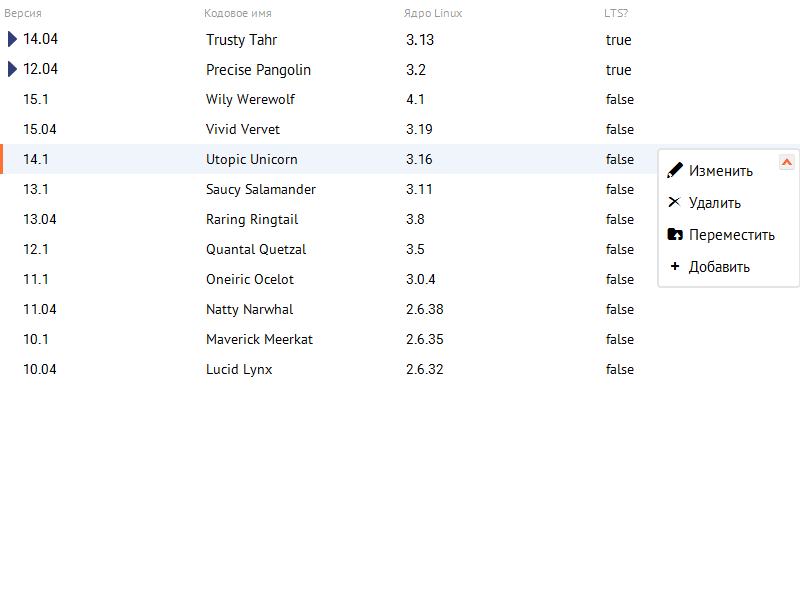 Версия Кодовое имя Ядро Linux LTS?
14.04 Trusty Tahr 3.13 true
12.04 Precise Pangolin 3.2 true
15.1 Wily Werewolf 4.1 false
15.04 Vivid Vervet 3.19 false
14.1 Utopic Unicorn 3.16 false
Изменить
13.1 Saucy Salamander 3.11 false
Удалить
13.04 Raring Ringtail 3.8 false
Переместить
12.1 Quantal Quetzal 3.5 false
Добавить
11.1 Oneiric Ocelot 3.0.4 false
11.04 Natty Narwhal 2.6.38 false
10.1 Maverick Meerkat 2.6.35 false
10.04 Lucid Lynx 2.6.32 false